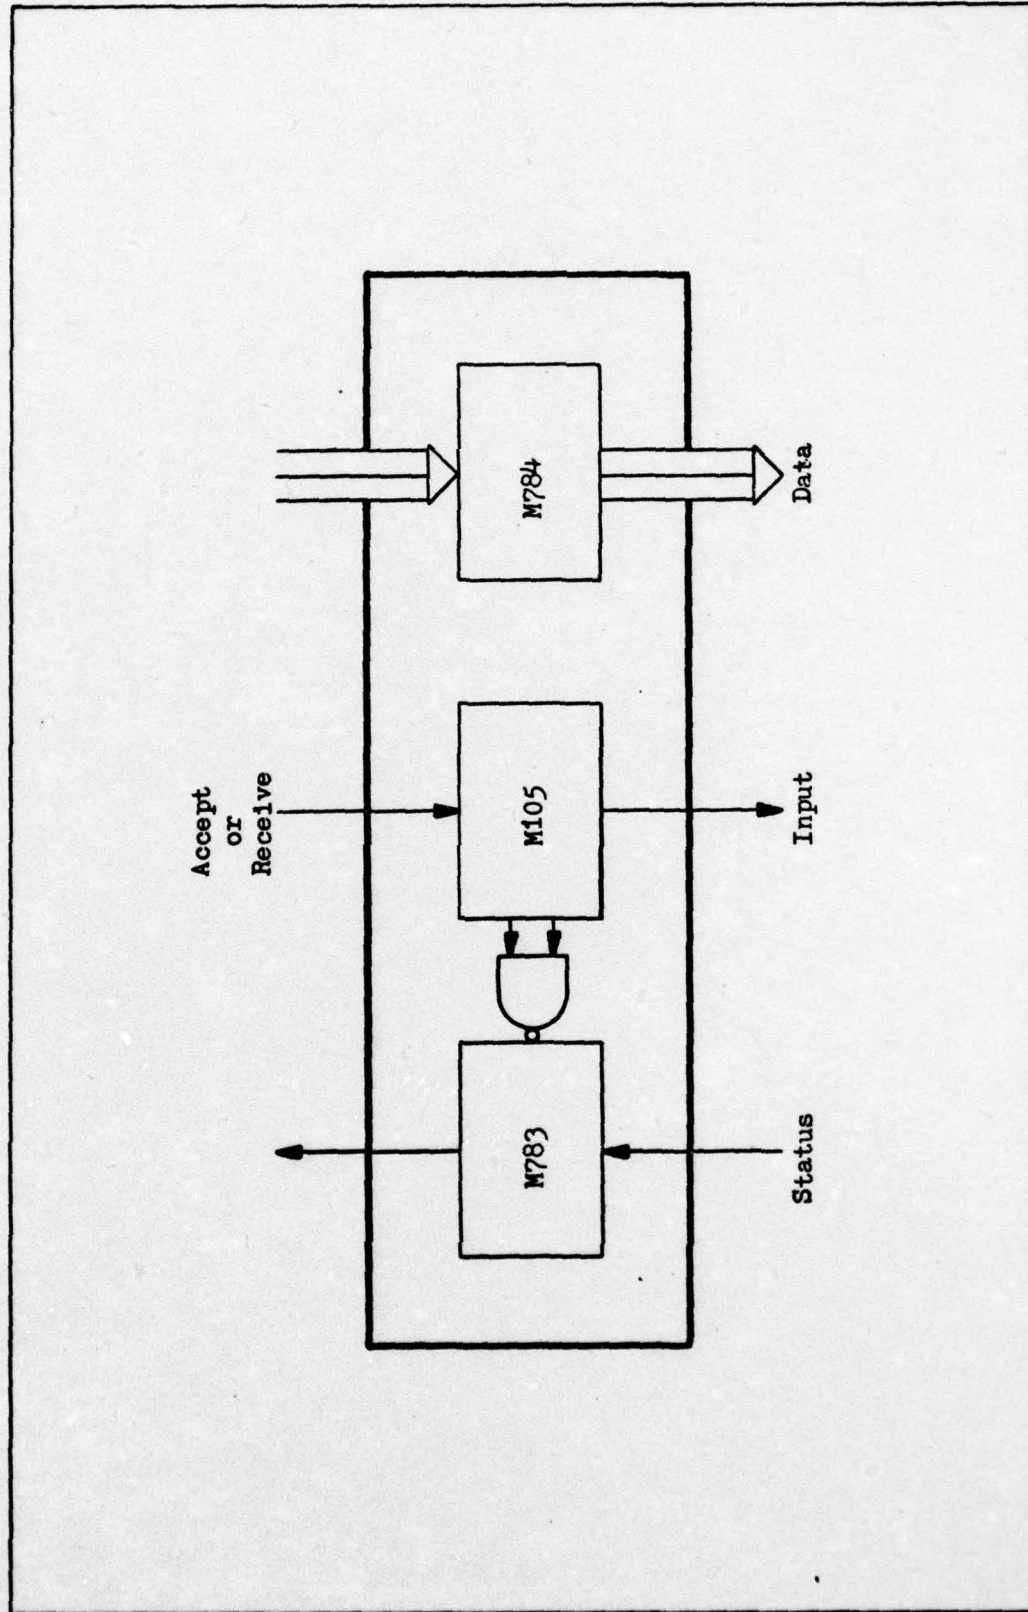 Accept
or
Receive
M783
M105
M784
Status
Input
Data